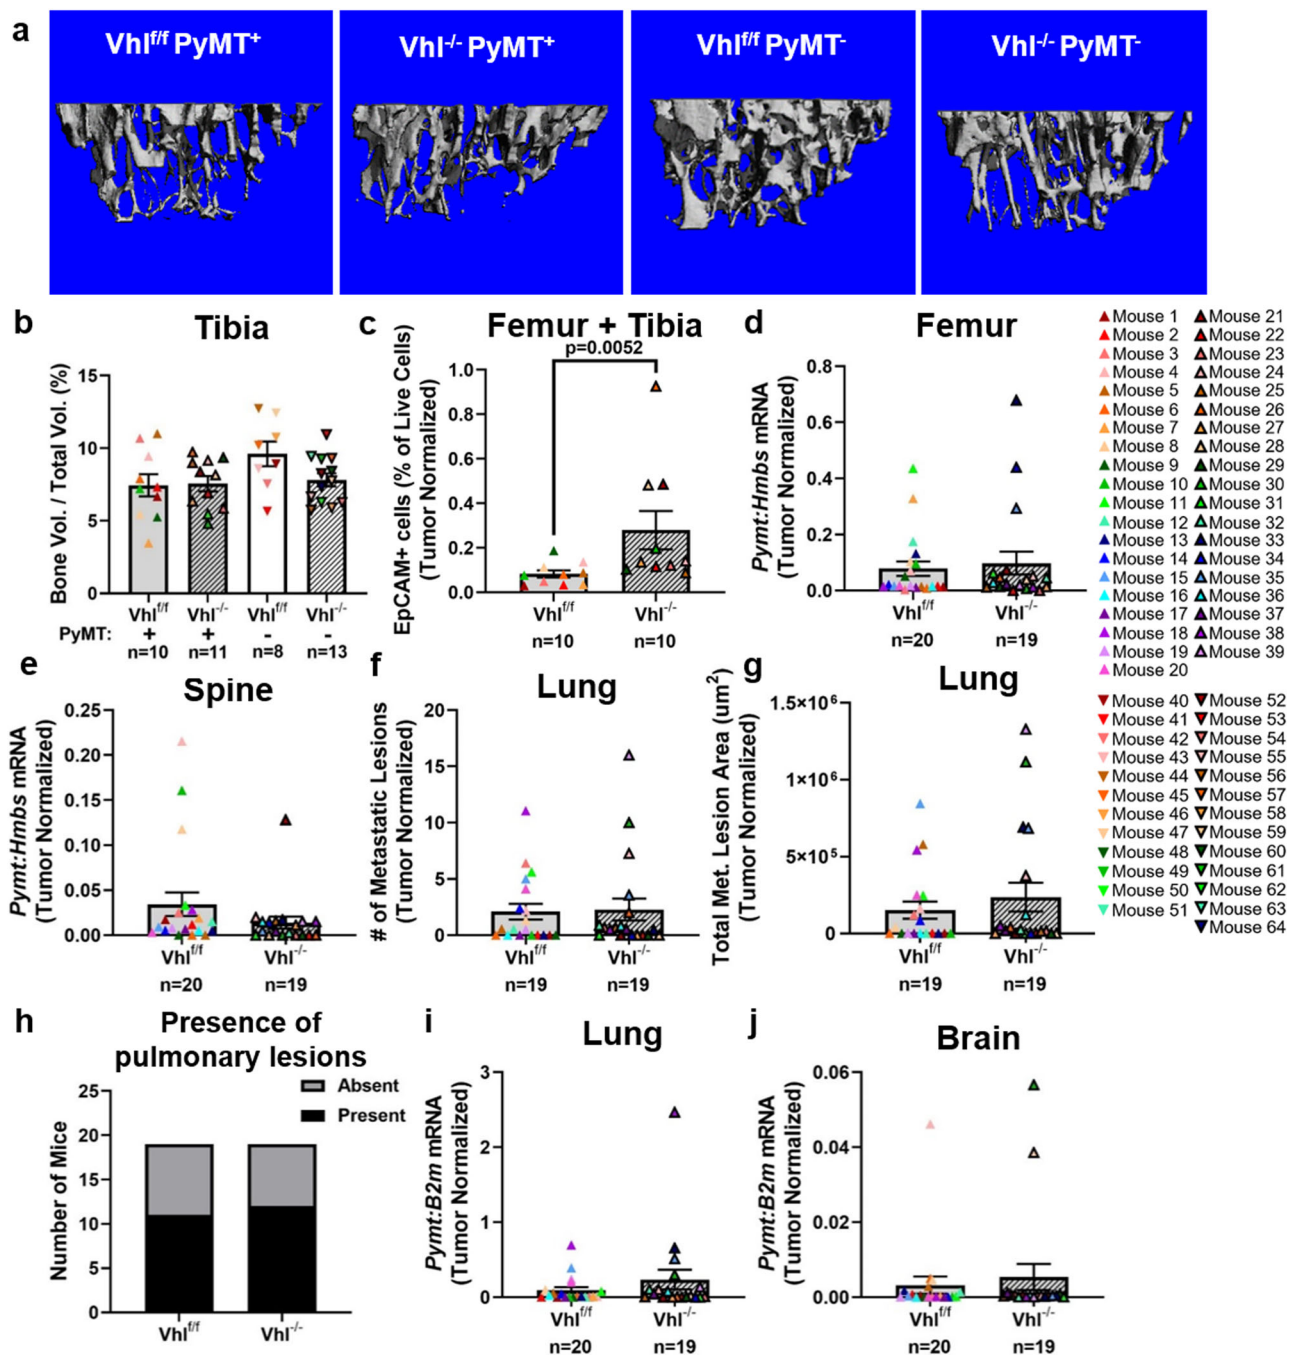 a
Vhl^f/f PyMT^+
Vhl^-/- PyMT^+
Vhl^f/f PyMT^-
Vhl^-/- PyMT^-
b
Tibia
Bone Vol. / Total Vol. (%)
15
10
5
0
Vhl^f/f Vhl^-/- Vhl^f/f Vhl^-/-
PyMT: + + - -
n=10 n=11 n=8 n=13
c
Femur + Tibia
p=0.0052
EpCAM+ cells (% of Live Cells)
(Tumor Normalized)
1.0
0.8
0.6
0.4
0.2
0.0
Vhl^f/f Vhl^-/-
n=10 n=10
d
Femur
Pymt:Hmbs mRNA
(Tumor Normalized)
0.8
0.6
0.4
0.2
0.0
Vhl^f/f Vhl^-/-
n=20 n=19
Mouse 1 Mouse 21
Mouse 2 Mouse 22
Mouse 3 Mouse 23
Mouse 4 Mouse 24
Mouse 5 Mouse 25
Mouse 6 Mouse 26
Mouse 7 Mouse 27
Mouse 8 Mouse 28
Mouse 9 Mouse 29
Mouse 10 Mouse 30
Mouse 11 Mouse 31
Mouse 12 Mouse 32
Mouse 13 Mouse 33
Mouse 14 Mouse 34
Mouse 15 Mouse 35
Mouse 16 Mouse 36
Mouse 17 Mouse 37
Mouse 18 Mouse 38
Mouse 19 Mouse 39
Mouse 20
Mouse 40 Mouse 52
Mouse 41 Mouse 53
Mouse 42 Mouse 54
Mouse 43 Mouse 55
Mouse 44 Mouse 56
Mouse 45 Mouse 57
Mouse 46 Mouse 58
Mouse 47 Mouse 59
Mouse 48 Mouse 60
Mouse 49 Mouse 61
Mouse 50 Mouse 62
Mouse 51 Mouse 63
Mouse 64
e
Spine
Pymt:Hmbs mRNA
(Tumor Normalized)
0.25
0.20
0.15
0.10
0.05
0.00
Vhl^f/f Vhl^-/-
n=20 n=19
f
Lung
# of Metastatic Lesions
(Tumor Normalized)
20
15
10
5
0
Vhl^f/f Vhl^-/-
n=19 n=19
g
Lung
Total Met. Lesion Area (um^2)
(Tumor Normalized)
1.5×10^6
1×10^6
5×10^5
0
Vhl^f/f Vhl^-/-
n=19 n=19
h
Presence of
pulmonary lesions
Absent
Present
Number of Mice
25
20
15
10
5
0
Vhl^f/f Vhl^-/-
i
Lung
Pymt:B2m mRNA
(Tumor Normalized)
3
2
1
0
Vhl^f/f Vhl^-/-
n=20 n=19
j
Brain
Pymt:B2m mRNA
(Tumor Normalized)
0.06
0.04
0.02
0.00
Vhl^f/f Vhl^-/-
n=20 n=19